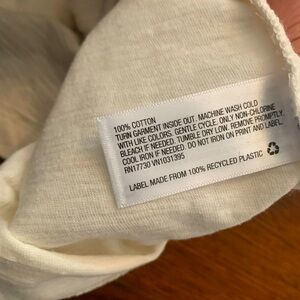 100% COTTON
TURN GARMENT INSIDE OUT. MACHINE WASH COLD
WITH LIKE COLORS. GENTLE CYCLE. ONLY NON-CHLORINE
BLEACH IF NEEDED. TUMBLE DRY LOW. REMOVE PROMPTLY.
COOL IRON IF NEEDED. DO NOT IRON ON PRINT AND LABEL.
RN17730 VN1031395
LABEL MADE FROM 100% RECYCLED PLASTIC